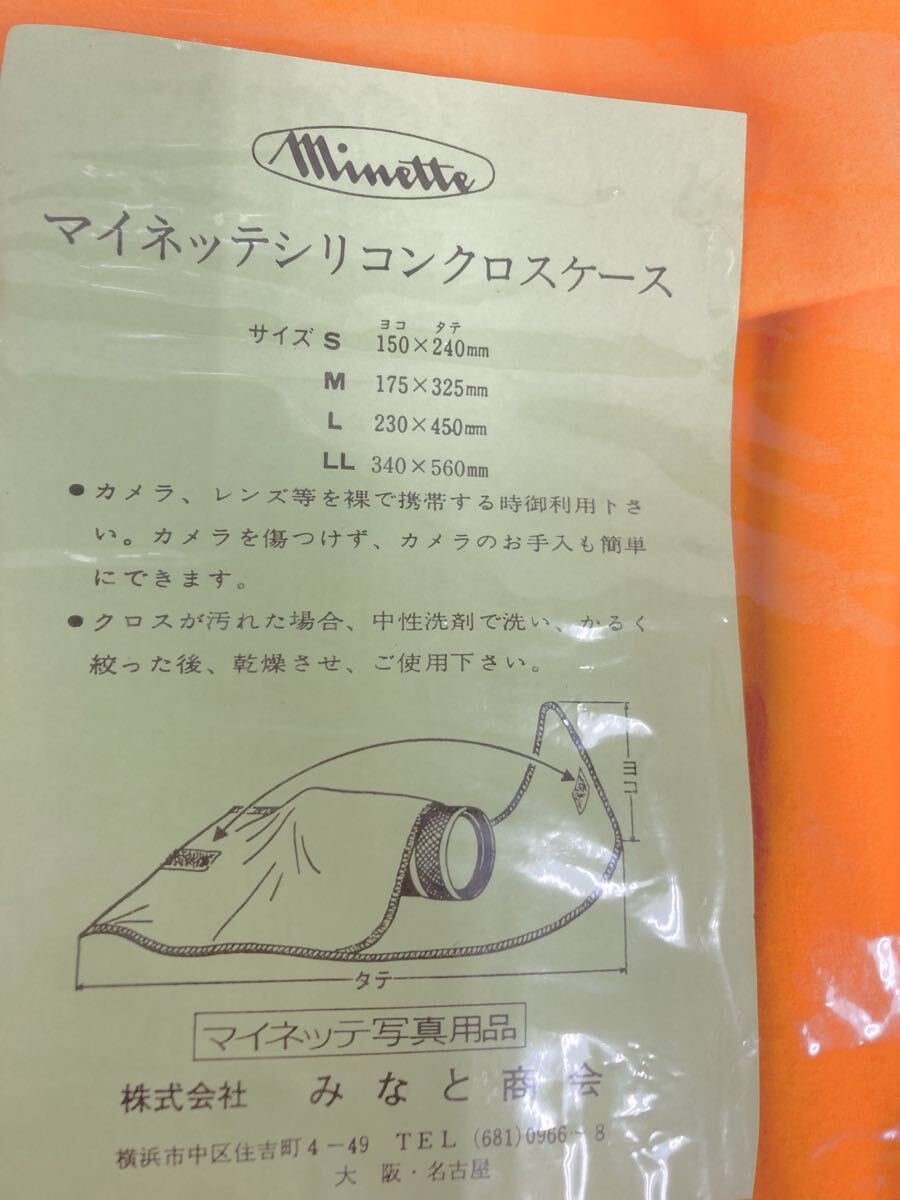 Minette
マイネッテシリコンクロスケース
ヨコ タテ
サイズ S 150×240mm
M 175×325mm
L 230×450mm
LL 340×560mm
●カメラ、レンズ等を裸で携帯する時御利用下さ
い。カメラを傷つけず、カメラのお手入も簡単
にできます。
●クロスが汚れた場合、中性洗剤で洗い、かるく
絞った後、乾燥させ、ご使用下さい。
ヨコ
タテ
マイネッテ写真用品
株式会社 みなと商会
横浜市中区住吉町4-49 TEL (681)0966~8
大阪・名古屋